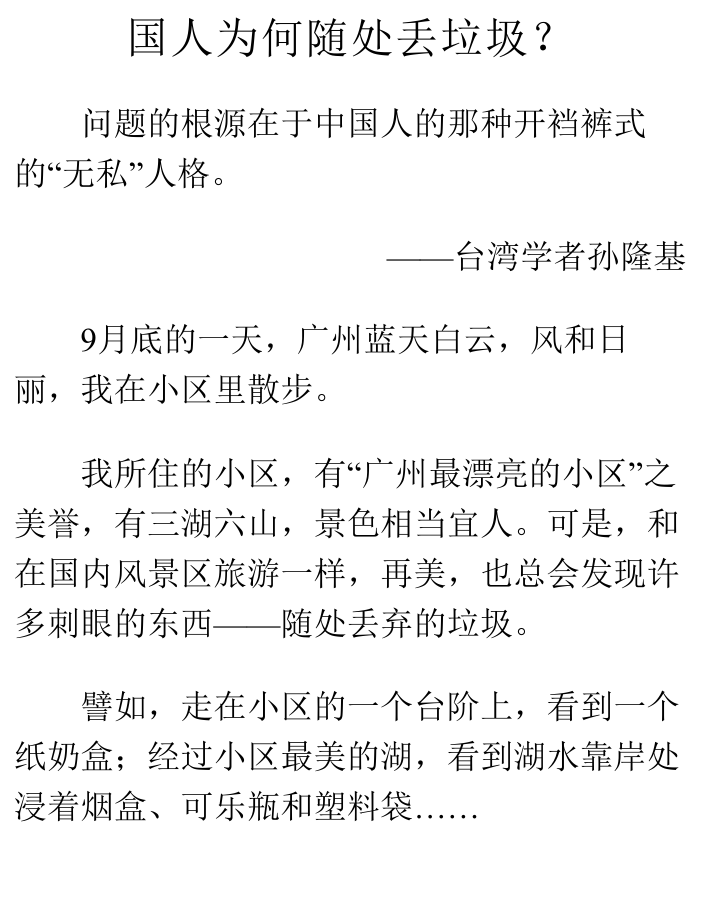 国人为何随处丢垃圾？
问题的根源在于中国人的那种开裆裤式
的“无私”人格。
——台湾学者孙隆基
9月底的一天，广州蓝天白云，风和日
丽，我在小区里散步。
我所住的小区，有“广州最漂亮的小区”之
美誉，有三湖六山，景色相当宜人。可是，和
在国内风景区旅游一样，再美，也总会发现许
多刺眼的东西——随处丢弃的垃圾。
譬如，走在小区的一个台阶上，看到一个
纸奶盒；经过小区最美的湖，看到湖水靠岸处
浸着烟盒、可乐瓶和塑料袋……